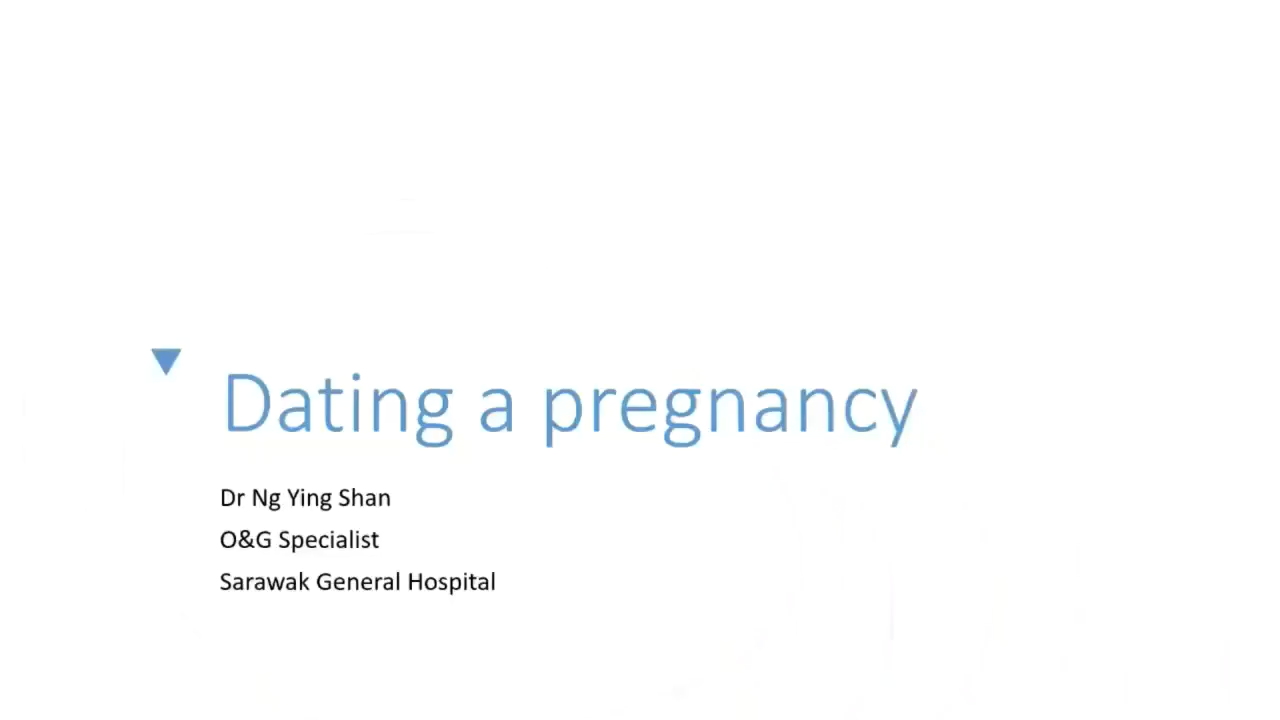 Dating a pregnancy
Dr Ng Ying Shan
O&G Specialist
Sarawak General Hospital